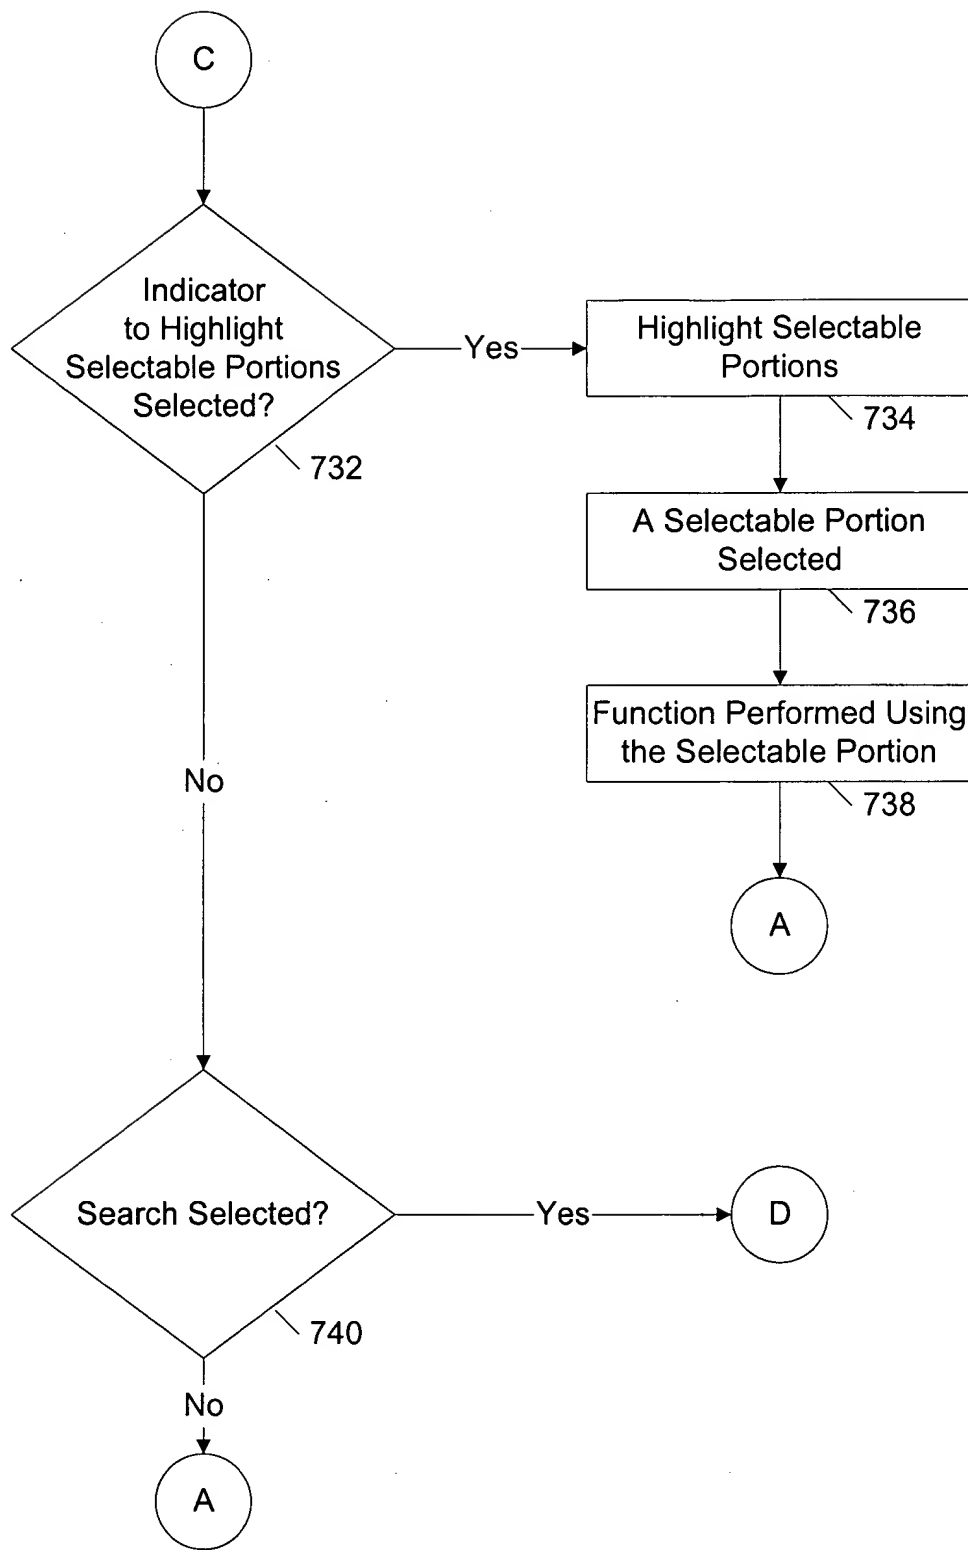 C
Indicator
to Highlight
Selectable Portions
Selected?
732
Yes
Highlight Selectable
Portions
734
A Selectable Portion
Selected
736
Function Performed Using
the Selectable Portion
738
A
No
Search Selected?
740
Yes
D
No
A